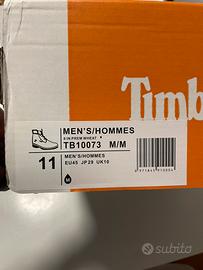 Timb
MEN'S/HOMMES
6 IN PREM WHEAT
TB10073 M/M
11
MEN'S/HOMMES
EU45 JP29 UK10
M
subito